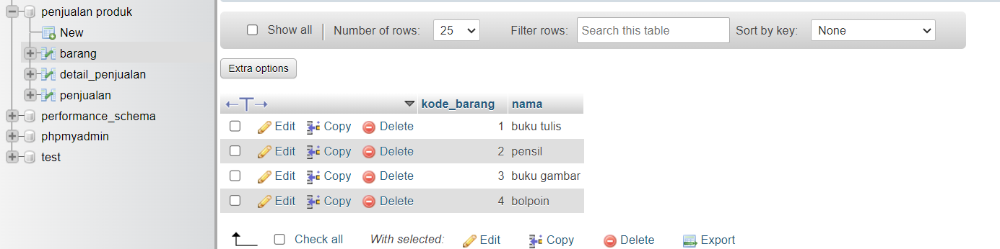 penjualan produk
New
barang
detail_penjualan
penjualan
performance_schema
phpmyadmin
test
Show all Number of rows: 25 Filter rows: Search this table Sort by key: None
Extra options
kode_barang nama
Edit Copy Delete 1 buku tulis
Edit Copy Delete 2 pensil
Edit Copy Delete 3 buku gambar
Edit Copy Delete 4 bolpoin
Check all With selected: Edit Copy Delete Export